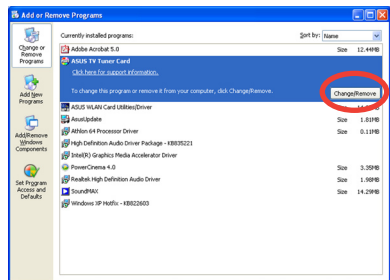 Add or Remove Programs
Change or
Remove
Programs
Add New
Programs
Add/Remove
Windows
Components
Set Program
Access and
Defaults
Currently installed programs:
Sort by: Name
Adobe Acrobat 5.0 Size 12.44MB
ASUS TV Tuner Card
Click here for support information.
To change this program or remove it from your computer, click Change/Remove.
Change/Remove
ASUS WLAN Card Utilities/Driver Size
AsusUpdate Size 1.81MB
Athlon 64 Processor Driver Size 0.11MB
High Definition Audio Driver Package - KB835221
Intel(R) Graphics Media Accelerator Driver
PowerCinema 4.0 Size 3.35MB
Realtek High Definition Audio Driver Size 1.98MB
SoundMAX Size 14.29MB
Windows XP Hotfix - KB822603